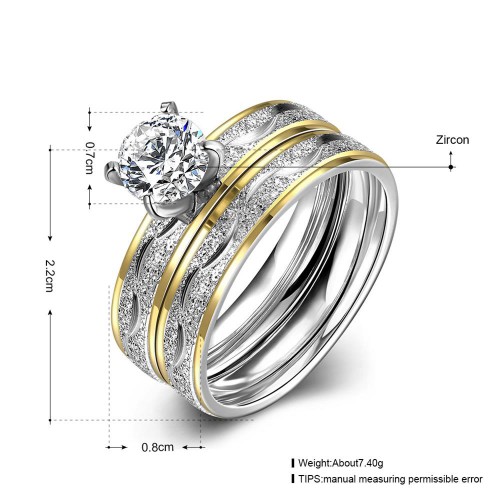 Zircon
0.7cm
2.2cm
0.8cm
Weight:About7.40g
TIPS:manual measuring permissible error